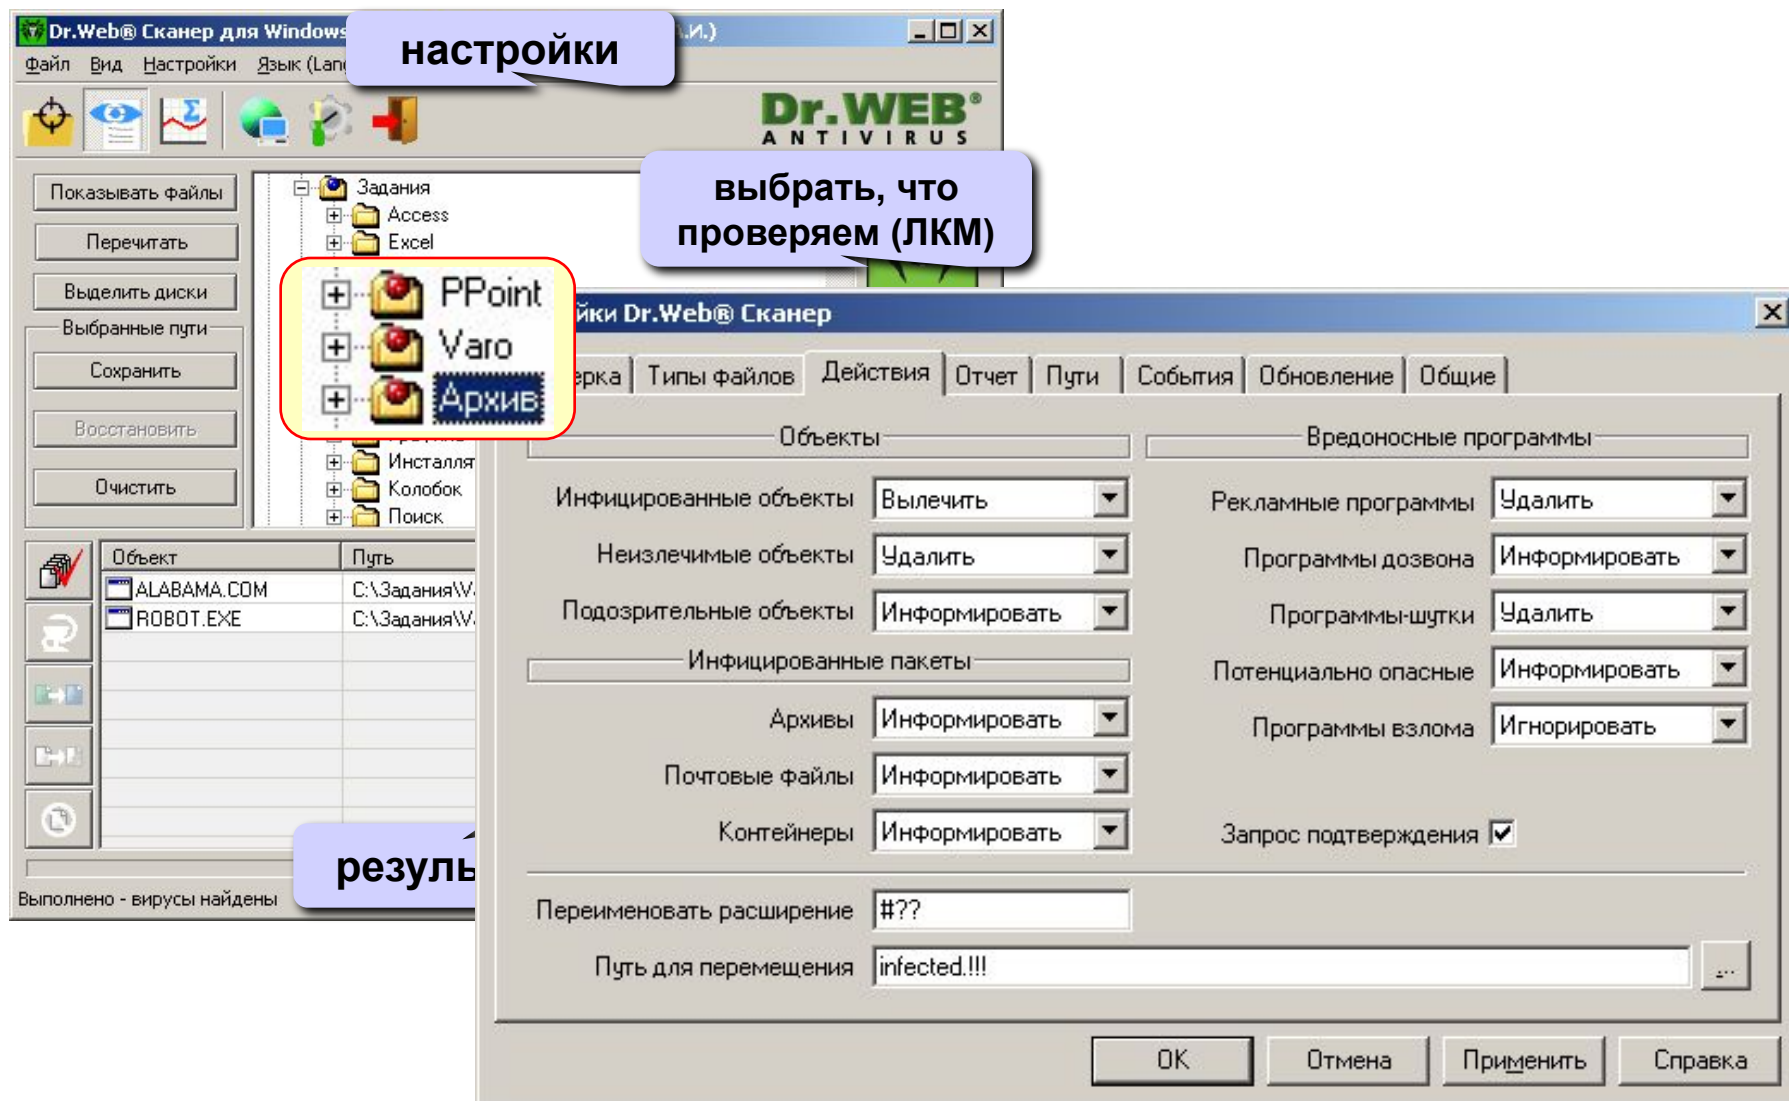 Dr.Web® Сканер для Windows
.И.)
настройки
Файл Вид Настройки Язык (Lan
Dr.WEB®
ANTIVIRUS
выбрать, что
проверяем (ЛКМ)
Показывать файлы
Перечитать
Выделить диски
Выбранные пути
Сохранить
Восстановить
Очистить
Задания
Access
Excel
PPoint
Varo
Архив
Инсталля
Колобок
Поиск
Объект Путь
ALABAMA.COM C:\Задания\V
ROBOT.EXE C:\Задания\V
резуль
Выполнено - вирусы найдены
йки Dr.Web® Сканер
ерка Типы файлов Действия Отчет Пути События Обновление Общие
Объекты
Инфицированные объекты Вылечить
Неизлечимые объекты Удалить
Подозрительные объекты Информировать
Инфицированные пакеты
Архивы Информировать
Почтовые файлы Информировать
Контейнеры Информировать
Вредоносные программы
Рекламные программы Удалить
Программы дозвона Информировать
Программы-шутки Удалить
Потенциально опасные Информировать
Программы взлома Игнорировать
Запрос подтверждения
Переименовать расширение #??
Путь для перемещения infected.!!! ...
OK Отмена Применить Справка